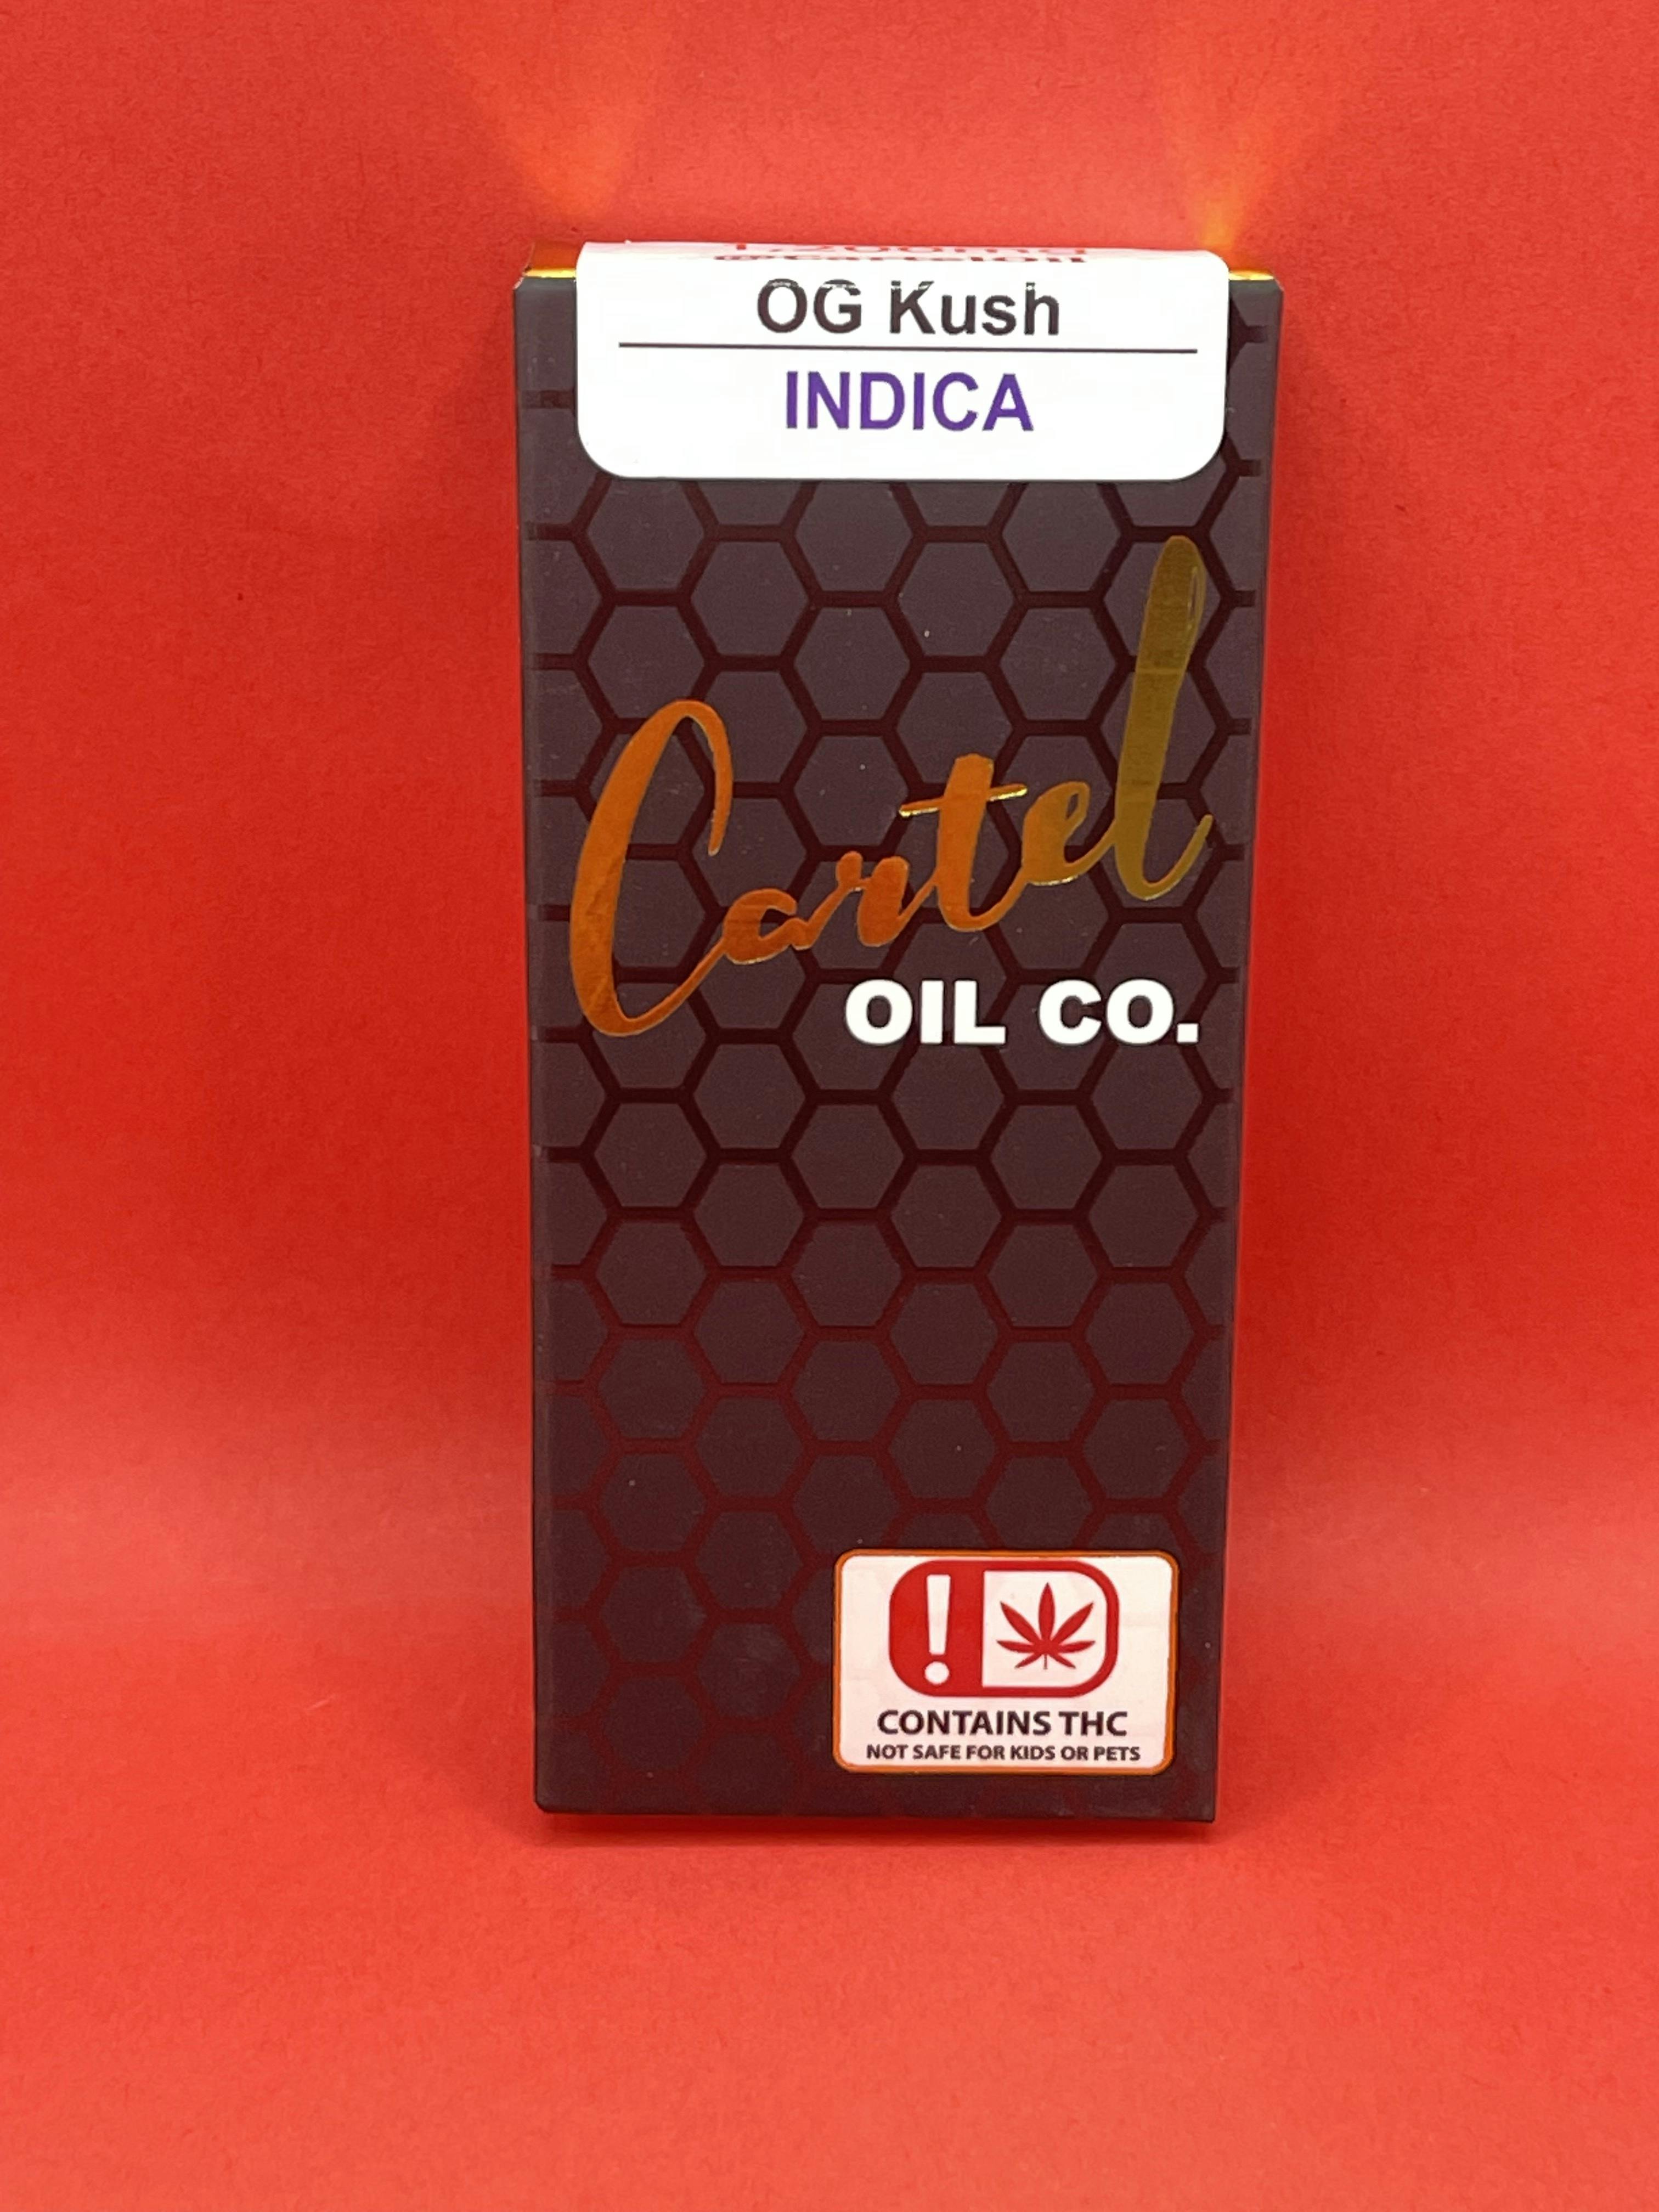 OG Kush
INDICA
Cartel
OIL CO.
!
CONTAINS THC
NOT SAFE FOR KIDS OR PETS